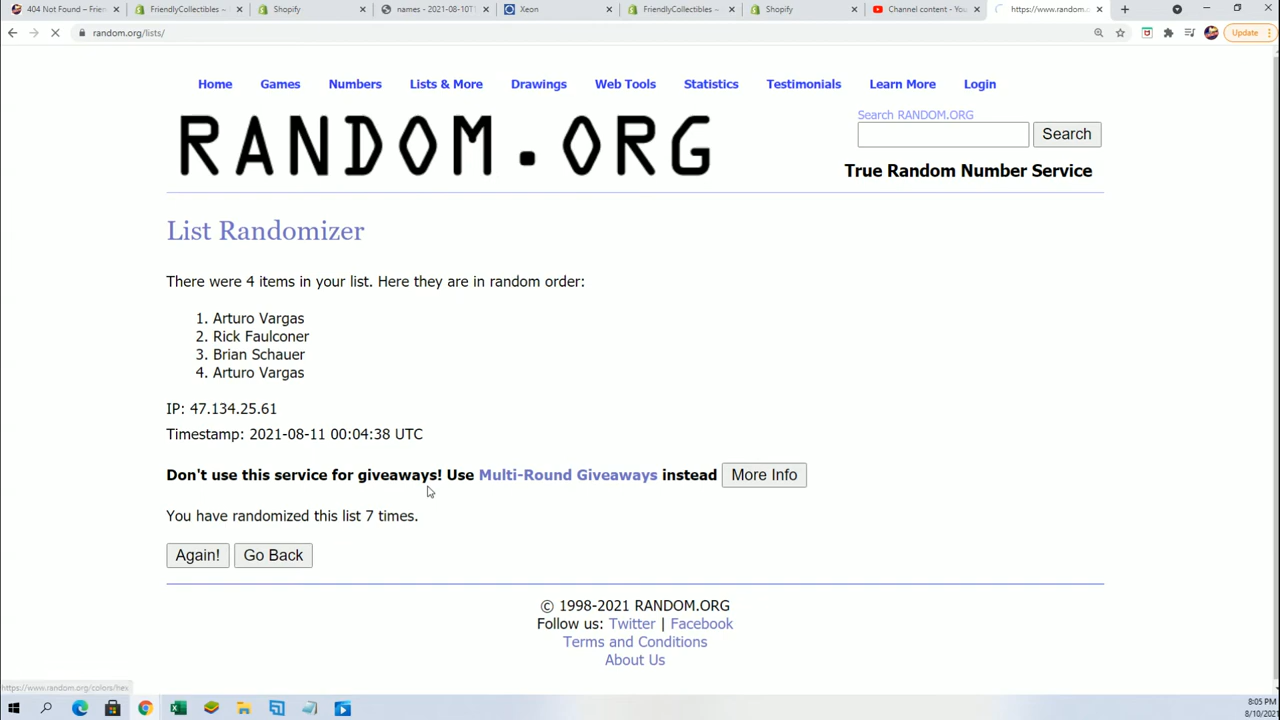 404 Not Found - Frien
FriendlyCollectibles ~
Shopify
names - 2021-08-10T
Xeon
FriendlyCollectibles ~
Shopify
Channel content - You
https://www.random.
random.org/lists/
Update
Home Games Numbers Lists & More Drawings Web Tools Statistics Testimonials Learn More Login
Search RANDOM.ORG
Search
RANDOM.ORG
True Random Number Service
List Randomizer
There were 4 items in your list. Here they are in random order:
1. Arturo Vargas
2. Rick Faulconer
3. Brian Schauer
4. Arturo Vargas
IP: 47.134.25.61
Timestamp: 2021-08-11 00:04:38 UTC
Don't use this service for giveaways! Use Multi-Round Giveaways instead More Info
You have randomized this list 7 times.
Again! Go Back
© 1998-2021 RANDOM.ORG
Follow us: Twitter | Facebook
Terms and Conditions
About Us
https://www.random.org/colors/hex
8:05 PM
8/10/2021